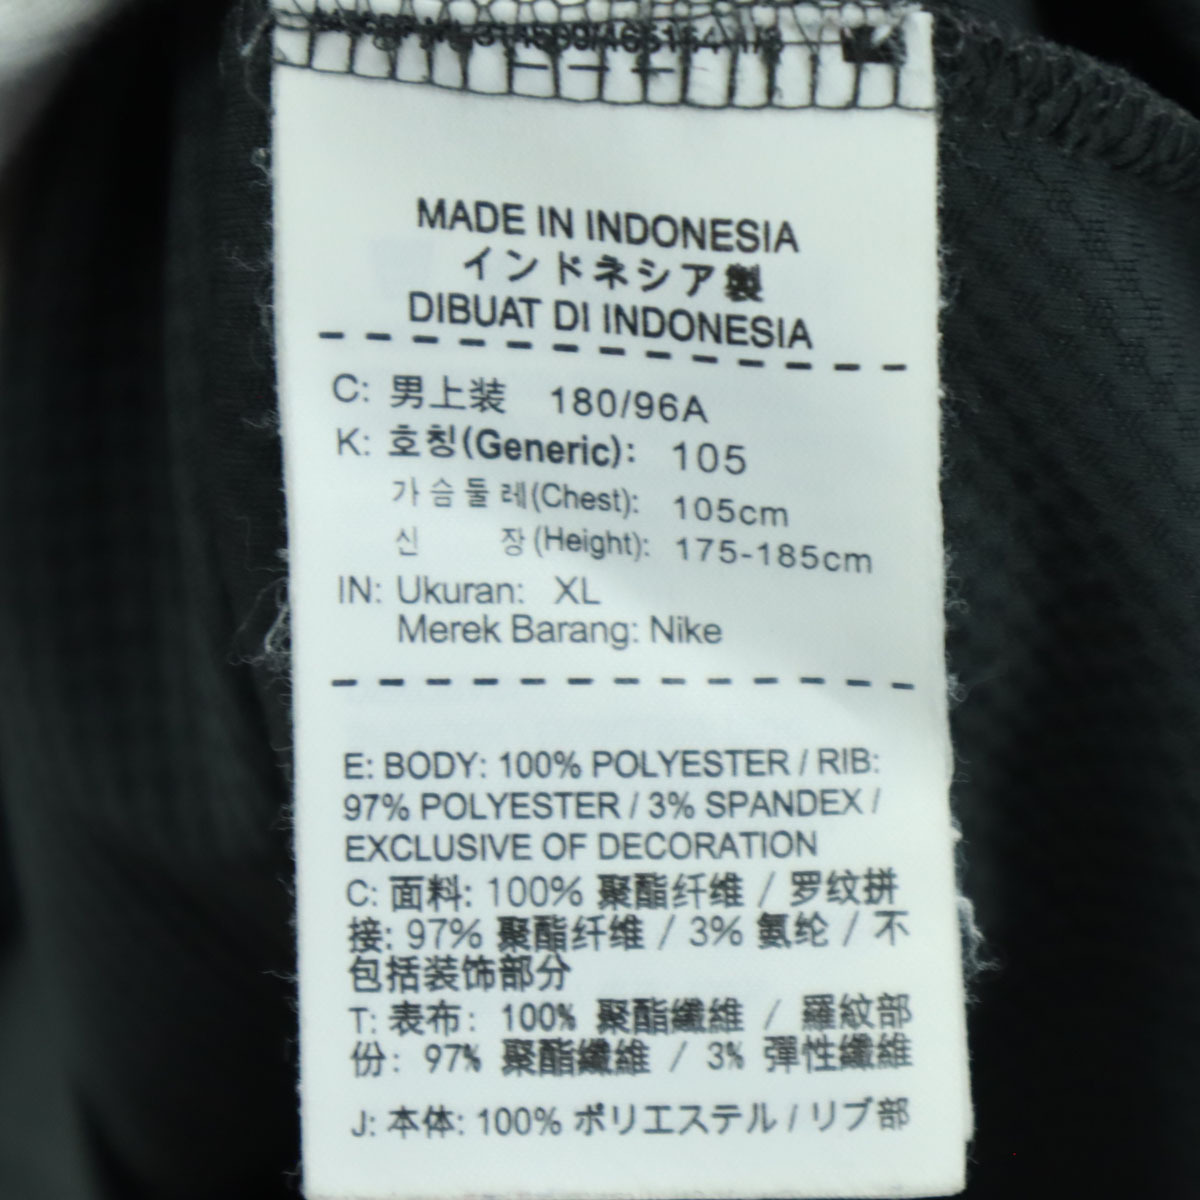 MADE IN INDONESIA
インドネシア製
DIBUAT DI INDONESIA
C: 男上装 180/96A
K: 호칭(Generic): 105
가슴둘레(Chest): 105cm
신 장(Height): 175-185cm
IN: Ukuran: XL
Merek Barang: Nike
E: BODY: 100% POLYESTER / RIB:
97% POLYESTER / 3% SPANDEX /
EXCLUSIVE OF DECORATION
C: 面料: 100% 聚酯纤维 / 罗纹拼
接: 97% 聚酯纤维 / 3% 氨纶 / 不
包括装饰部分
T: 表布: 100% 聚酯纖維 / 羅紋部
份: 97% 聚酯纖維 / 3% 彈性纖維
J: 本体: 100% ポリエステル / リブ部